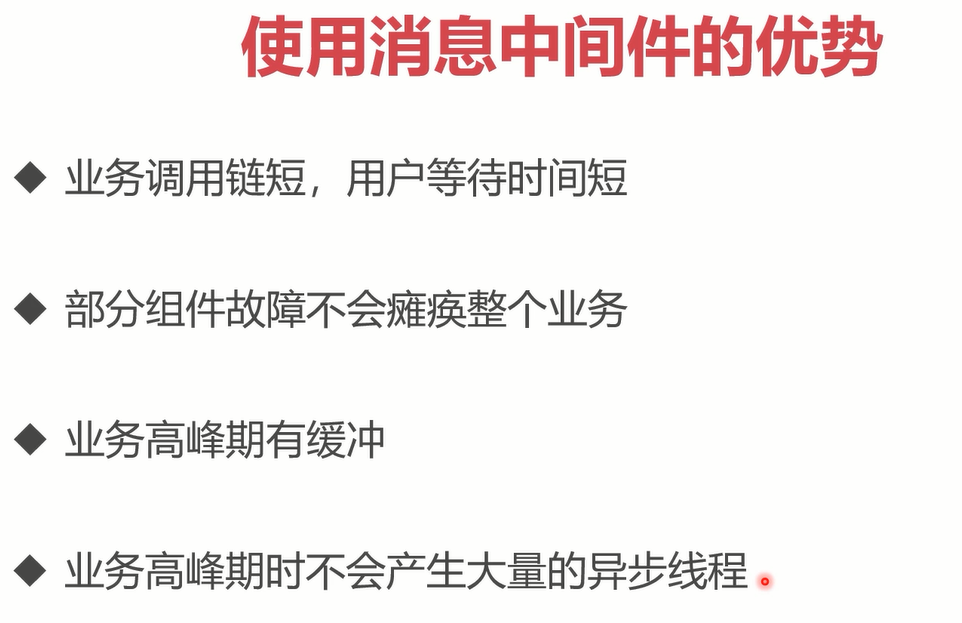 使用消息中间件的优势
◆ 业务调用链短，用户等待时间短
◆ 部分组件故障不会瘫痪整个业务
◆ 业务高峰期有缓冲
◆ 业务高峰期时不会产生大量的异步线程